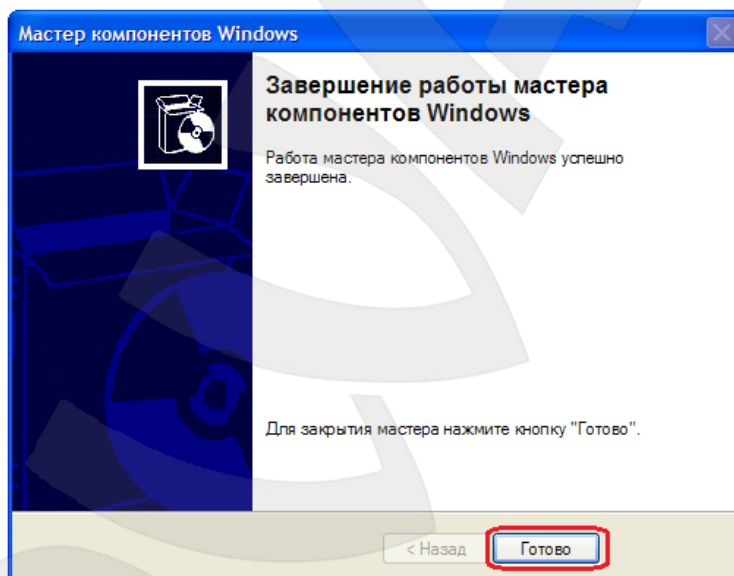 Мастер компонентов Windows
Завершение работы мастера
компонентов Windows
Работа мастера компонентов Windows успешно
завершена.
Для закрытия мастера нажмите кнопку "Готово".
< Назад
Готово